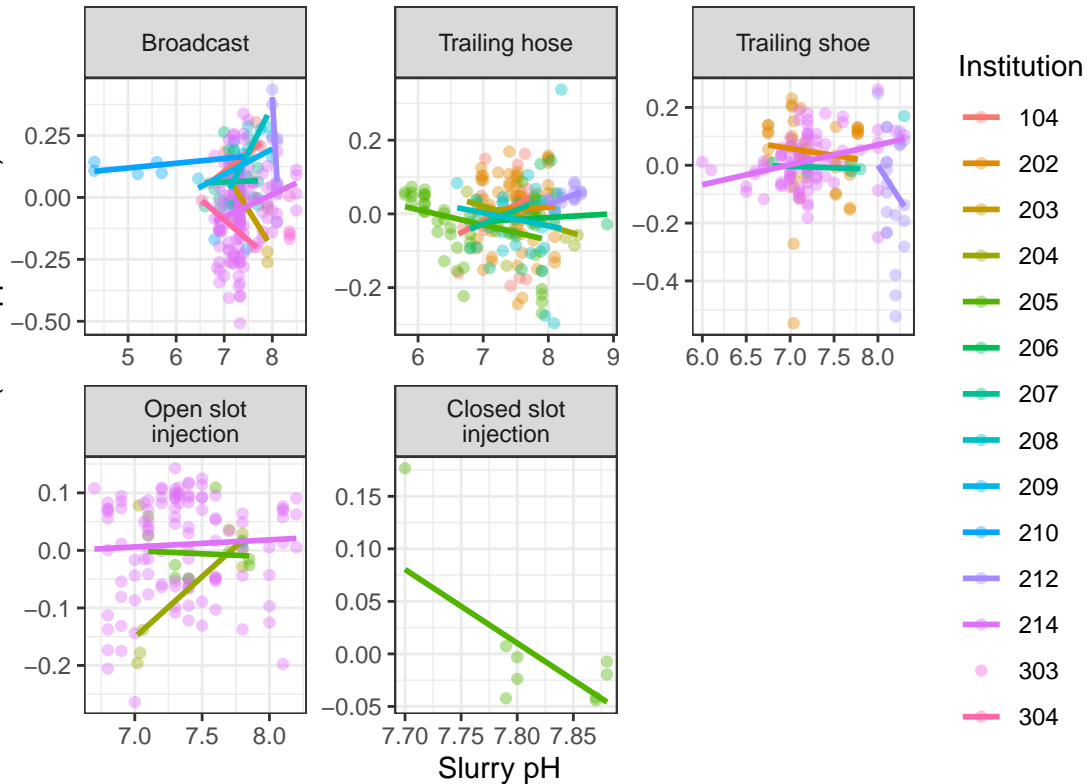 Broadcast
Trailing hose
Trailing shoe
0.25
0.00
−0.25
−0.50
5 6 7 8
0.2
0.0
−0.2
6 7 8 9
0.2
0.0
−0.2
−0.4
6.0 6.5 7.0 7.5 8.0
Open slot
injection
Closed slot
injection
0.1
0.0
−0.1
−0.2
7.0 7.5 8.0
0.15
0.10
0.05
0.00
−0.05
7.70 7.75 7.80 7.85
Slurry pH
Institution
104
202
203
204
205
206
207
208
209
210
212
214
303
304